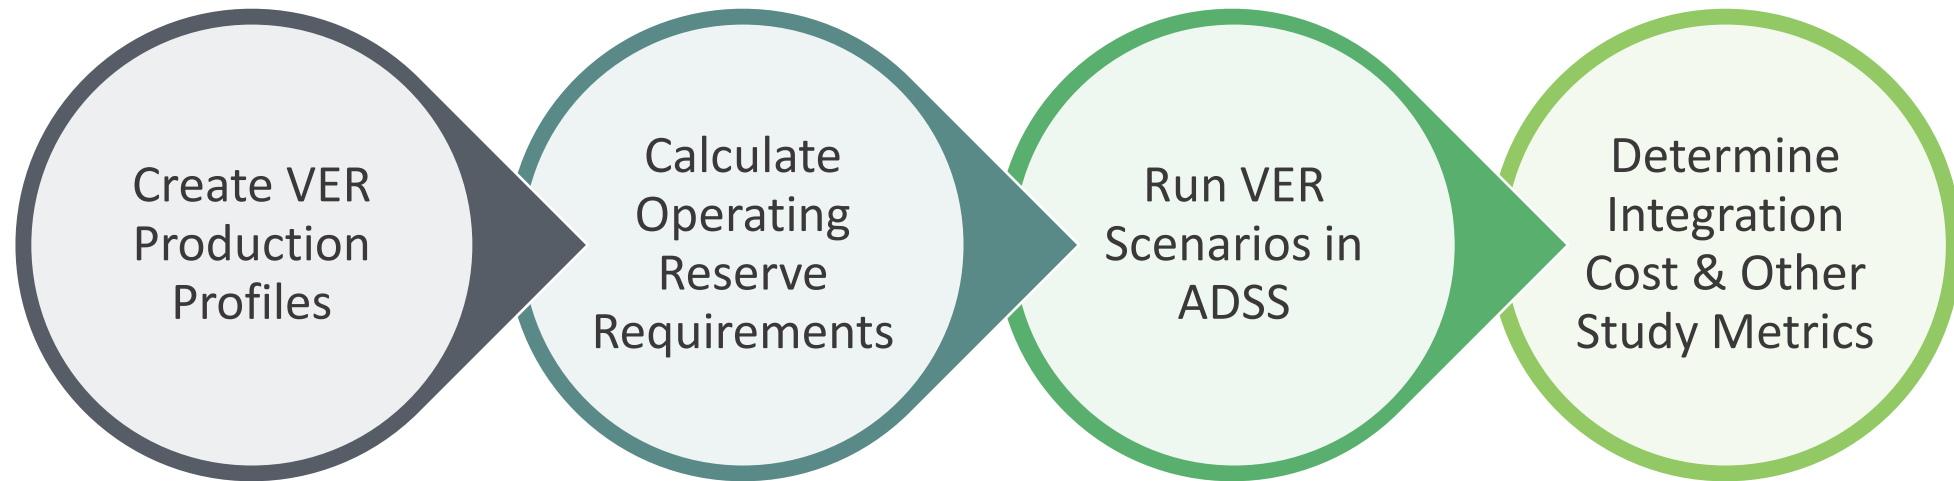 Create VER
Production
Profiles
Calculate
Operating
Reserve
Requirements
Run VER
Scenarios in
ADSS
Determine
Integration
Cost & Other
Study Metrics